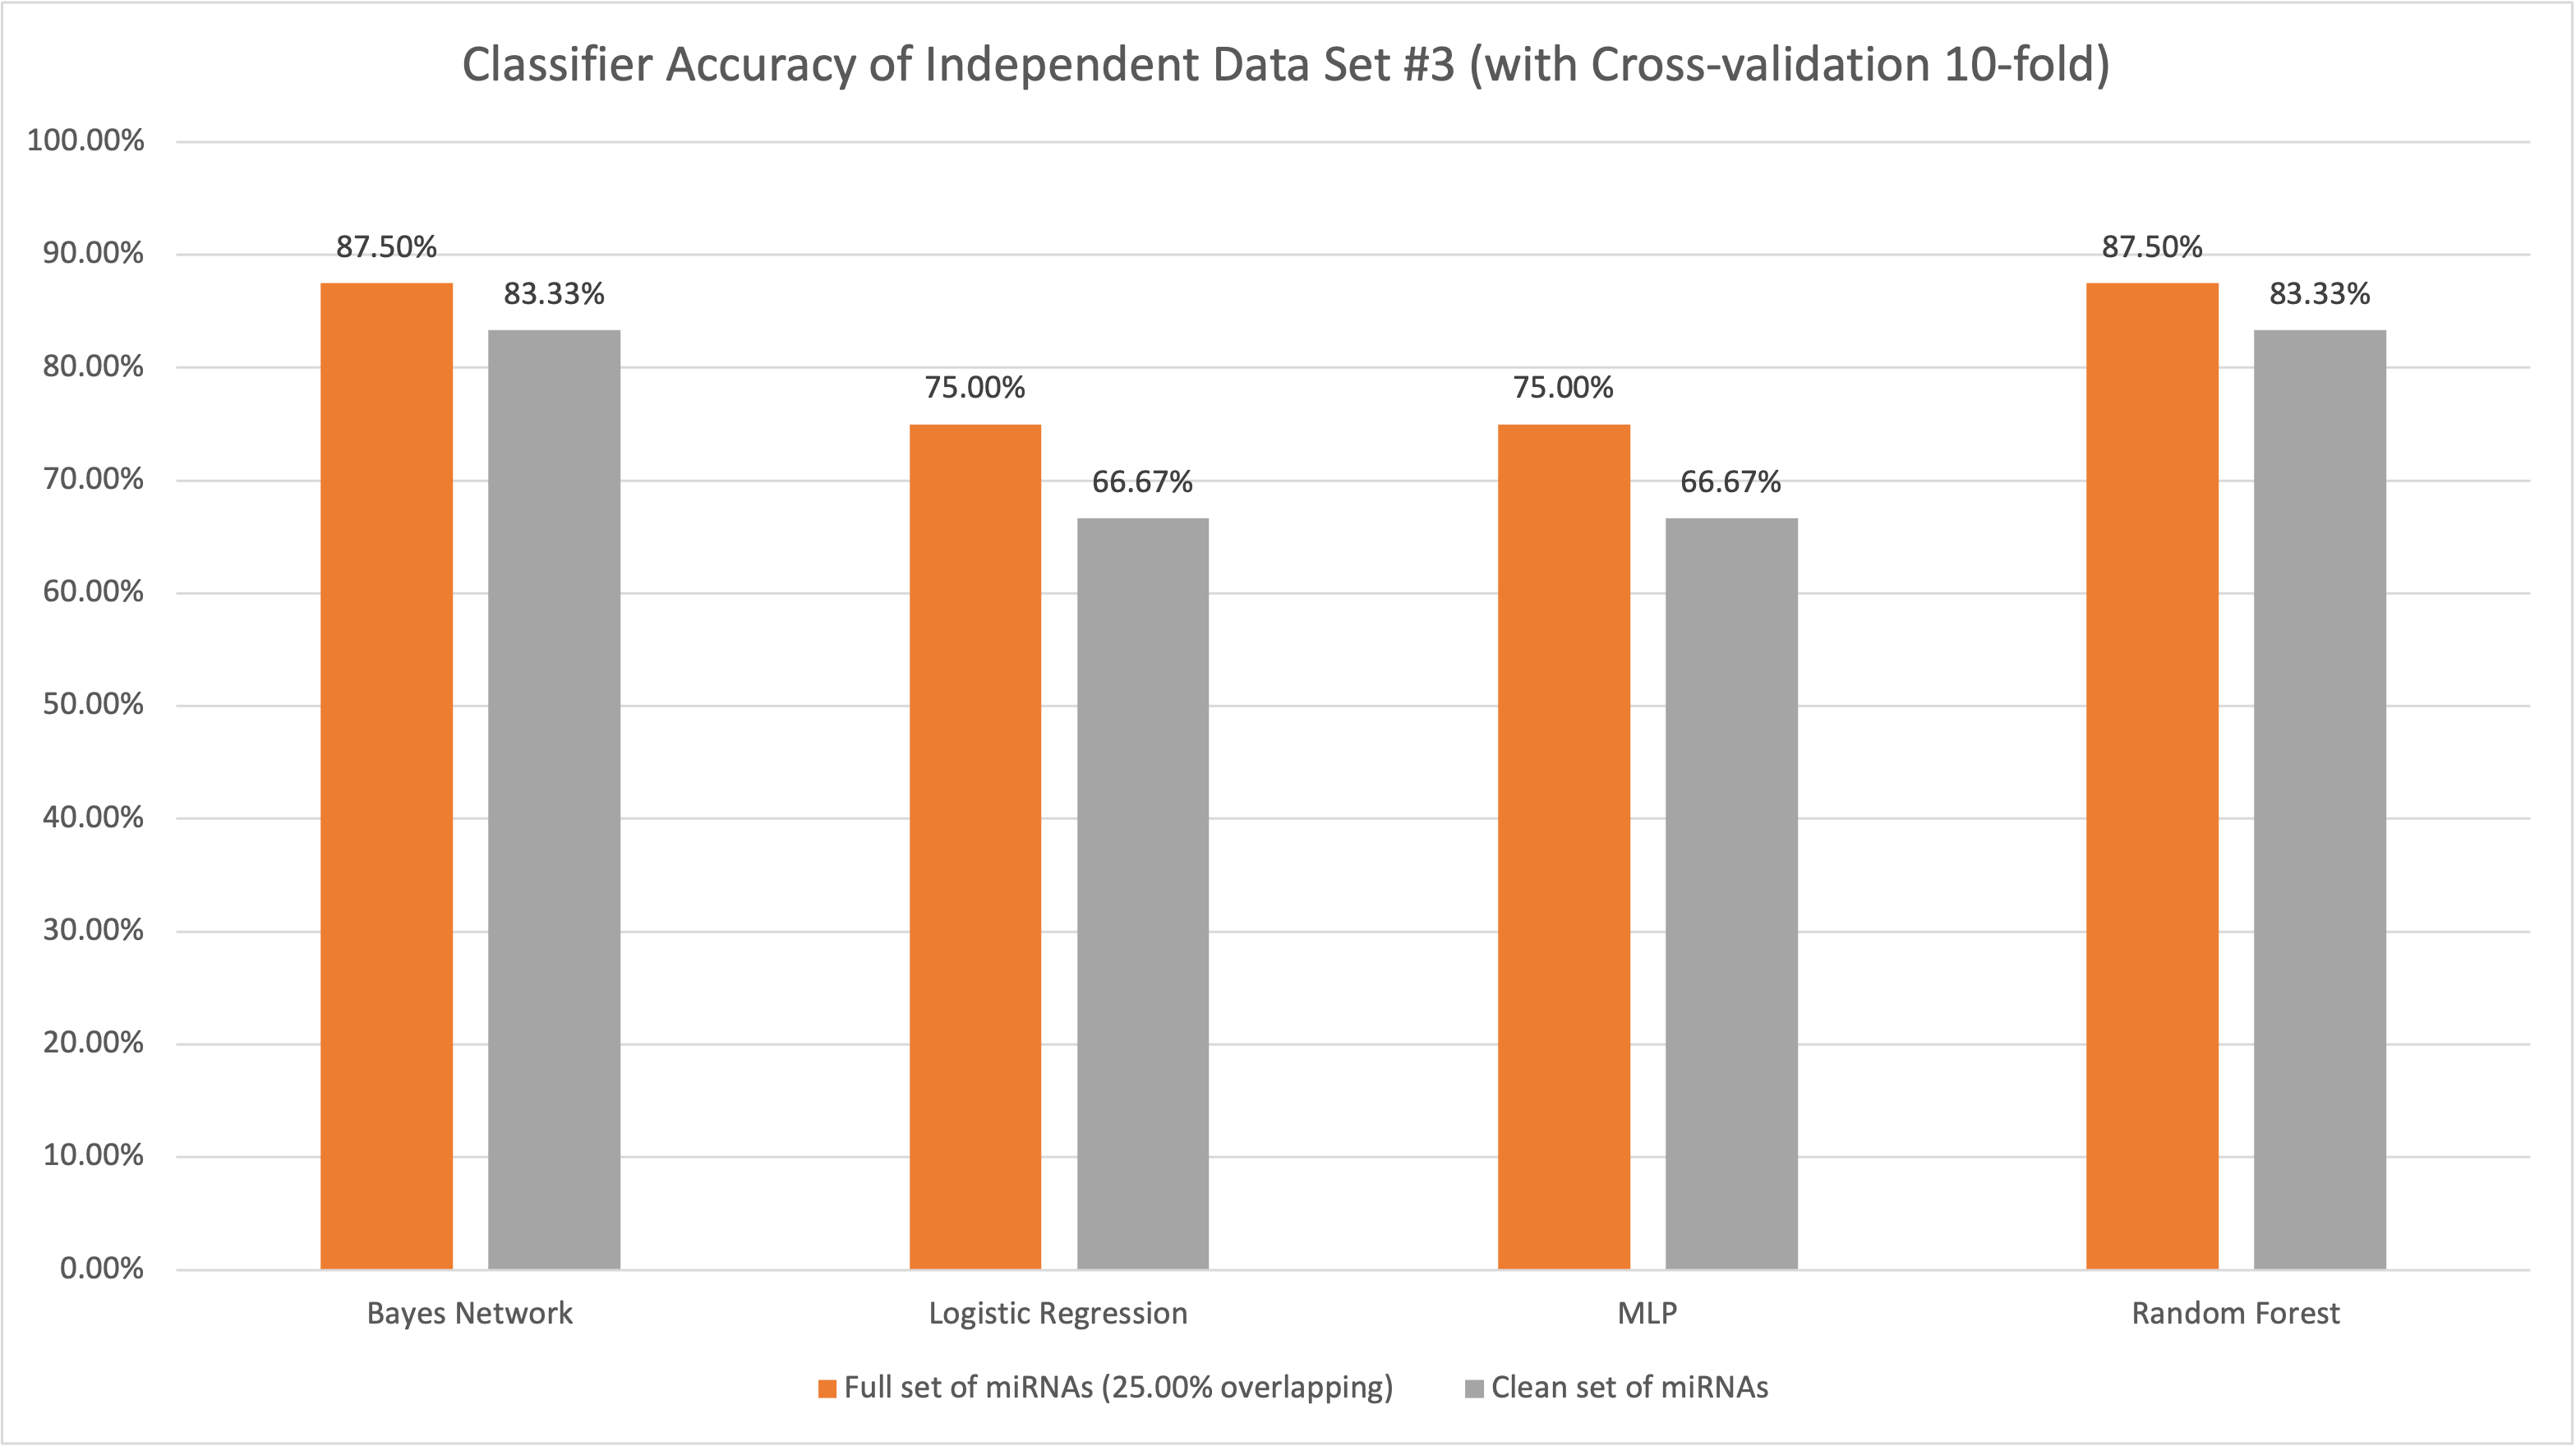 Classifier Accuracy of Independent Data Set #3 (with Cross-validation 10-fold)
100.00%
90.00%
80.00%
70.00%
60.00%
50.00%
40.00%
30.00%
20.00%
10.00%
0.00%
87.50%
83.33%
75.00%
66.67%
75.00%
66.67%
87.50%
83.33%
Bayes Network
Logistic Regression
MLP
Random Forest
Full set of miRNAs (25.00% overlapping)
Clean set of miRNAs